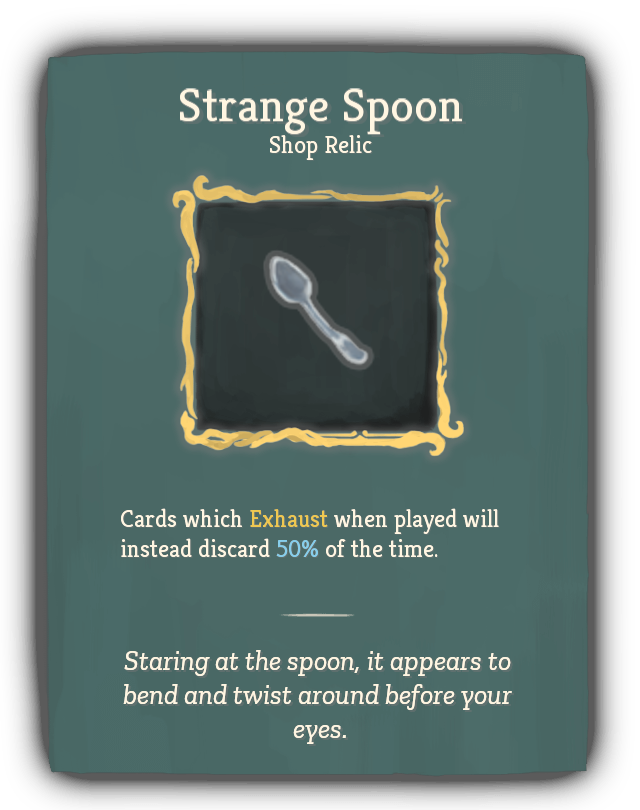 Strange Spoon
Shop Relic
Cards which Exhaust when played will
instead discard 50% of the time.
Staring at the spoon, it appears to
bend and twist around before your
eyes.